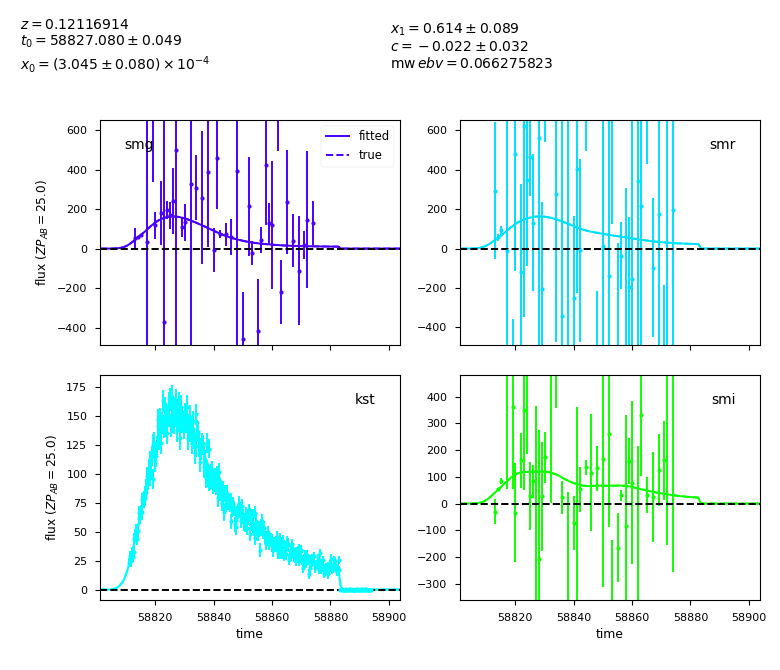 z = 0.12116914
t₀ = 58827.080 ± 0.049
x₀ = (3.045 ± 0.080) × 10⁻⁴
x₁ = 0.614 ± 0.089
c = −0.022 ± 0.032
mw ebv = 0.066275823
600
400
200
0
−200
−400
flux (ZP_AB = 25.0)
smg
fitted
true
600
400
200
0
−200
−400
smr
175
150
125
100
75
50
25
0
flux (ZP_AB = 25.0)
kst
58820 58840 58860 58880 58900
time
400
300
200
100
0
−100
−200
−300
smi
58820 58840 58860 58880 58900
time